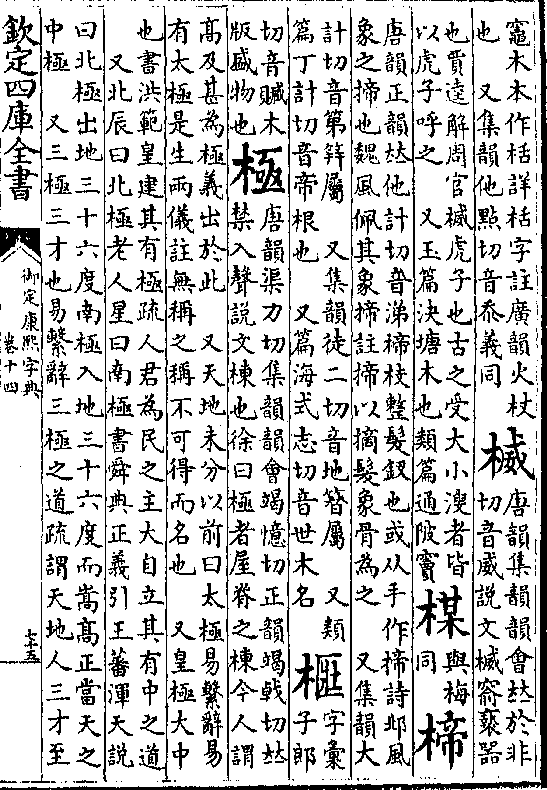 竈木本作栝詳栝字註廣韻火杖
也 又集韻他點切音忝義同
楲
唐韻集韻韻會𠀤於非
切音威說文楲窬䙝器
也賈逵解周官楲虎子也古之受大小溲者皆
以虎子呼之 又玉篇決塘木也類篇通陂竇
楳
與梅
同
楴
唐韻正韻𠀤他計切音涕楴枝整髮釵也或从手作揥詩鄘風
象之揥也魏風佩其象揥註揥以摘髮象骨為之 又集韻大
計切音第簳屬 又集韻徒二切音地簪屬 又類
篇丁計切音帝根也 又篇海式志切音世木名
字彙
子郎
切音贓木
版盛物也
極
唐韻渠力切集韻韻會竭憶切正韻竭戟切𠀤
禁入聲說文棟也徐曰極者屋脊之棟今人謂
高及甚為極義出於此 又天地未分以前曰太極易繫辭易
有太極是生兩儀註無稱之稱不可得而名也 又皇極大中
也書洪範皇建其有極疏人君為民之主大自立其有中之道
又北辰曰北極老人星曰南極書舜典正義引王蕃渾天說
曰北極出地三十六度南極入地三十六度而嵩高正當天之
中極 又三極三才也易繫辭三極之道疏謂天地人三才至
欽定四庫全書
御定康熙字典
卷十四
七十五